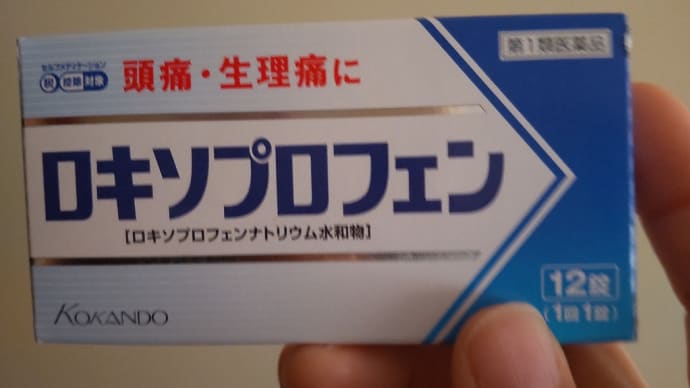 セルフメディケーション
税 控除 対象
第1類医薬品
頭痛・生理痛に
ロキソプロフェン
[ロキソプロフェンナトリウム水和物]
12錠
(1回1錠)
KOKANDO